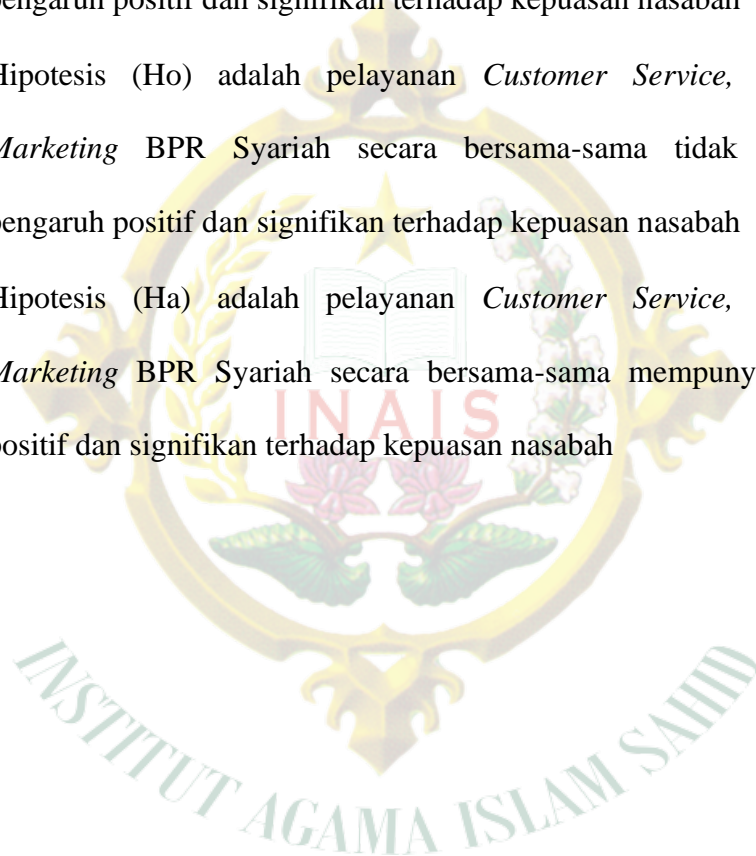 pengaruh positif dan signifikan terhadap kepuasan nasabah
Hipotesis (Ho) adalah pelayanan Customer Service,
Marketing BPR Syariah secara bersama-sama tidak
pengaruh positif dan signifikan terhadap kepuasan nasabah
Hipotesis (Ha) adalah pelayanan Customer Service,
Marketing BPR Syariah secara bersama-sama mempuny
positif dan signifikan terhadap kepuasan nasabah
INAIS
INSTITUT AGAMA ISLAM SAHID